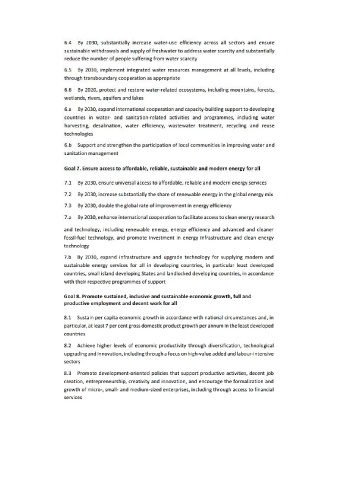 6.4 By 2030, substantially increase water-use efficiency across all sectors and ensure
sustainable withdrawals and supply of freshwater to address water scarcity and substantially
reduce the number of people suffering from water scarcity
6.5 By 2030, implement integrated water resources management at all levels, including
through transboundary cooperation as appropriate
6.6 By 2020, protect and restore water-related ecosystems, including mountains, forests,
wetlands, rivers, aquifers and lakes
6.a By 2030, expand international cooperation and capacity-building support to developing
countries in water- and sanitation-related activities and programmes, including water
harvesting, desalination, water efficiency, wastewater treatment, recycling and reuse
technologies
6.b Support and strengthen the participation of local communities in improving water and
sanitation management
Goal 7. Ensure access to affordable, reliable, sustainable and modern energy for all
7.1 By 2030, ensure universal access to affordable, reliable and modern energy services
7.2 By 2030, increase substantially the share of renewable energy in the global energy mix
7.3 By 2030, double the global rate of improvement in energy efficiency
7.a By 2030, enhance international cooperation to facilitate access to clean energy research
and technology, including renewable energy, energy efficiency and advanced and cleaner
fossil-fuel technology, and promote investment in energy infrastructure and clean energy
technology
7.b By 2030, expand infrastructure and upgrade technology for supplying modern and
sustainable energy services for all in developing countries, in particular least developed
countries, small island developing States and landlocked developing countries, in accordance
with their respective programmes of support
Goal 8. Promote sustained, inclusive and sustainable economic growth, full and
productive employment and decent work for all
8.1 Sustain per capita economic growth in accordance with national circumstances and, in
particular, at least 7 per cent gross domestic product growth per annum in the least developed
countries
8.2 Achieve higher levels of economic productivity through diversification, technological
upgrading and innovation, including through a focus on high-value added and labour-intensive
sectors
8.3 Promote development-oriented policies that support productive activities, decent job
creation, entrepreneurship, creativity and innovation, and encourage the formalization and
growth of micro-, small- and medium-sized enterprises, including through access to financial
services